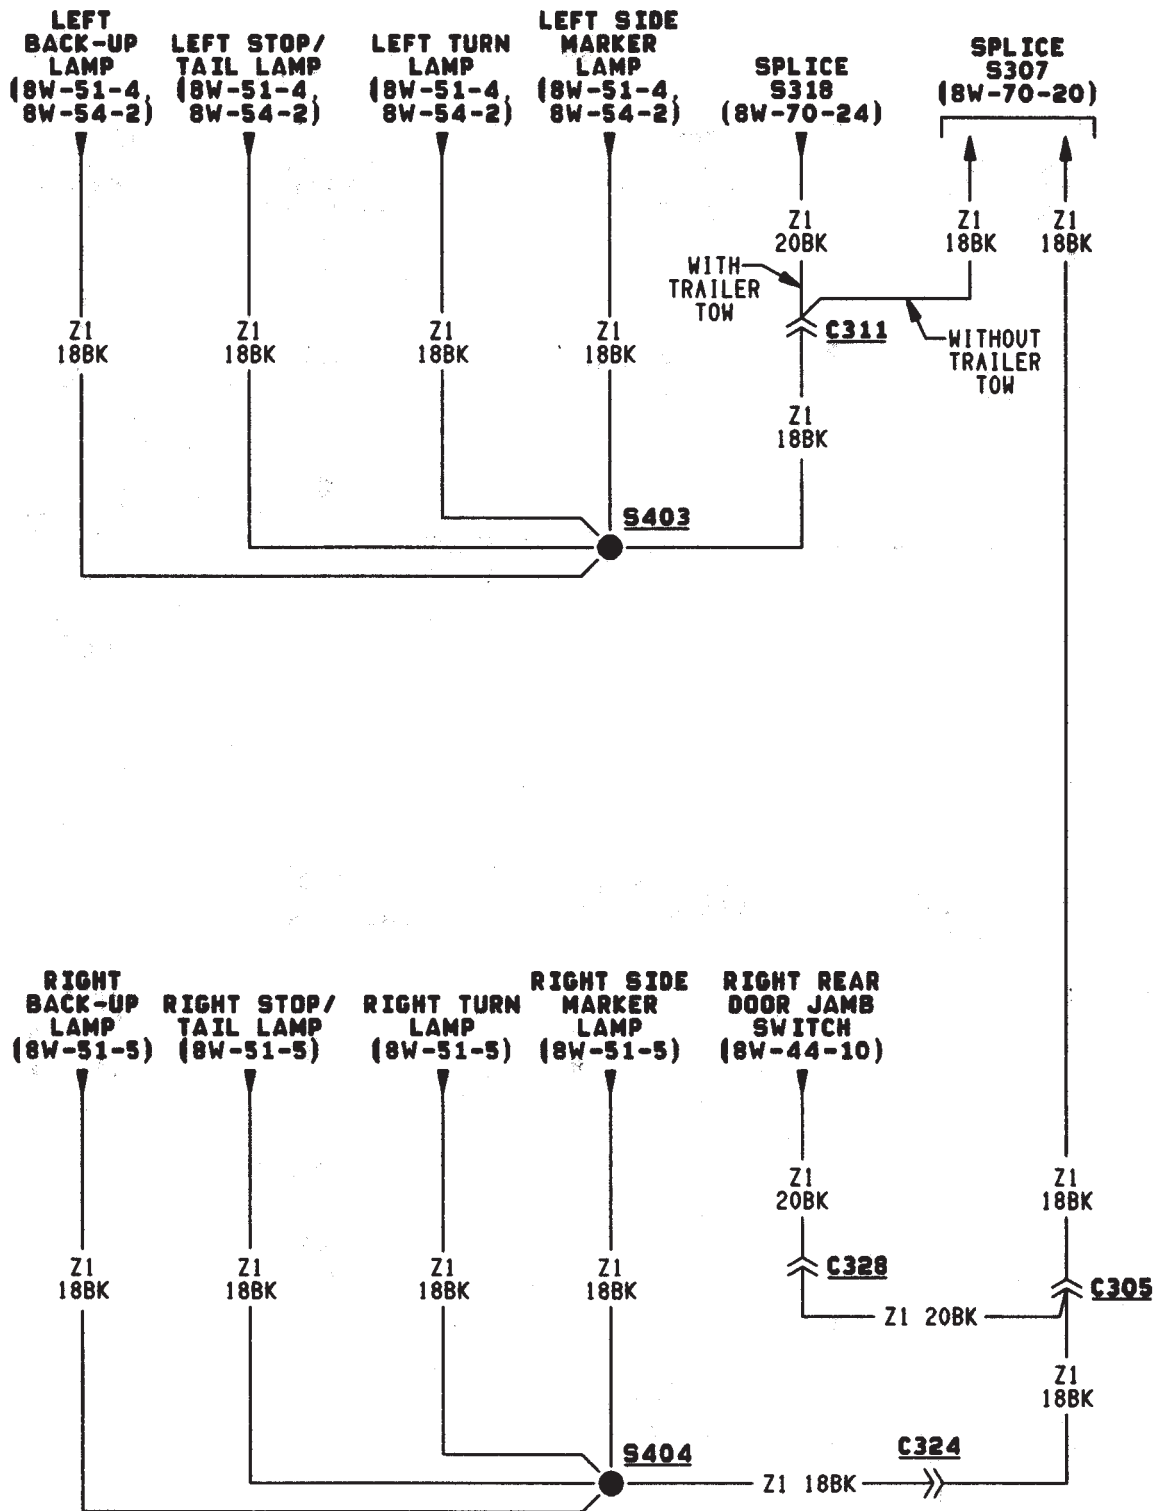 LEFT
BACK-UP
LAMP
(8W-51-4,
8W-54-2)
LEFT STOP/
TAIL LAMP
(8W-51-4,
8W-54-2)
LEFT TURN
LAMP
(8W-51-4,
8W-54-2)
LEFT SIDE
MARKER
LAMP
(8W-51-4,
8W-54-2)
SPLICE
S318
(8W-70-24)
SPLICE
S307
(8W-70-20)
Z1
20BK
Z1
18BK
Z1
18BK
WITH
TRAILER
TOW
C311
WITHOUT
TRAILER
TOW
Z1
18BK
Z1
18BK
Z1
18BK
Z1
18BK
Z1
18BK
S403
RIGHT
BACK-UP
LAMP
(8W-51-5)
RIGHT STOP/
TAIL LAMP
(8W-51-5)
RIGHT TURN
LAMP
(8W-51-5)
RIGHT SIDE
MARKER
LAMP
(8W-51-5)
RIGHT REAR
DOOR JAMB
SWITCH
(8W-44-10)
Z1
20BK
Z1
18BK
Z1
18BK
Z1
18BK
Z1
18BK
Z1
18BK
C328
C305
Z1 20BK
Z1
18BK
S404
C324
Z1 18BK